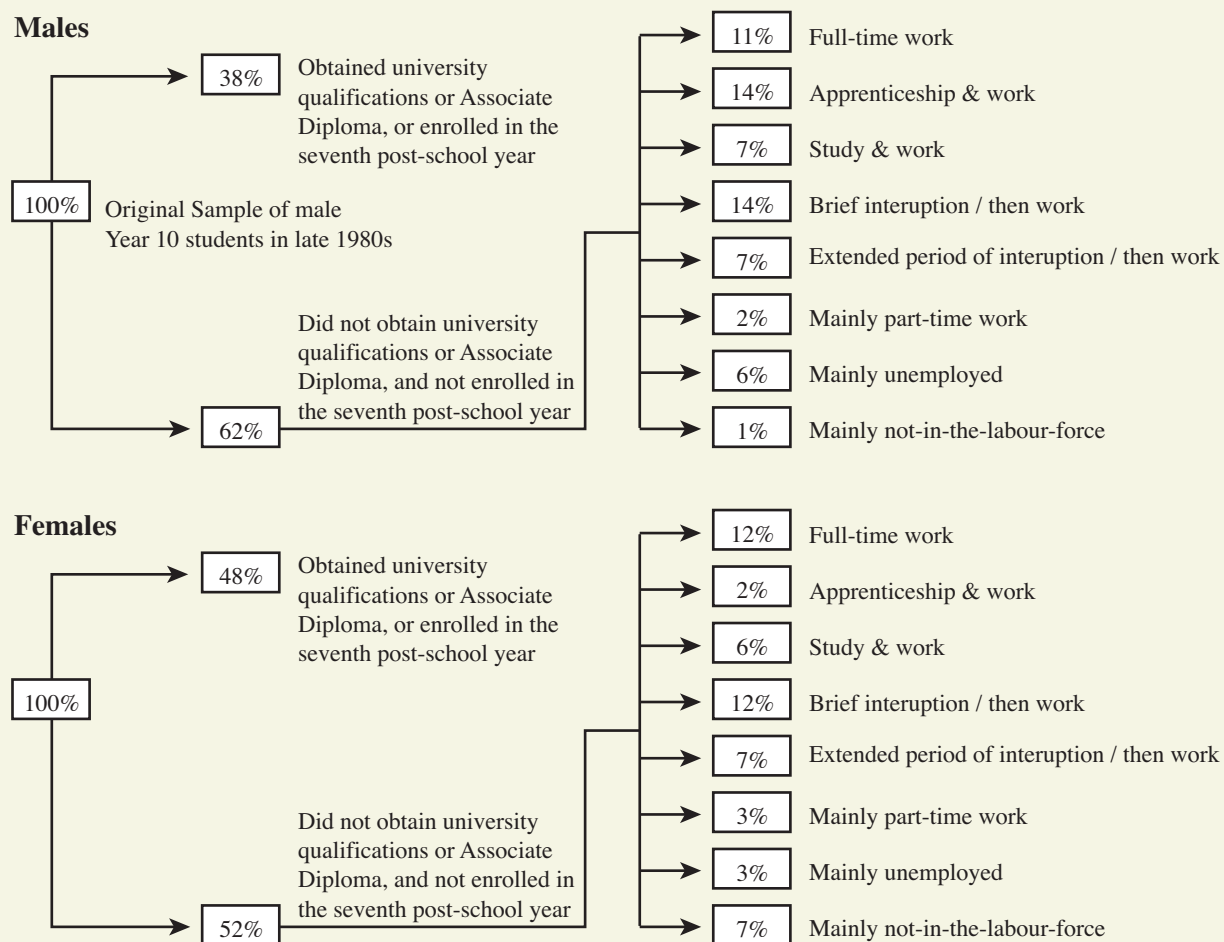 Males
38%
Obtained university
qualifications or Associate
Diploma, or enrolled in the
seventh post-school year
100%
Original Sample of male
Year 10 students in late 1980s
Did not obtain university
qualifications or Associate
Diploma, and not enrolled in
the seventh post-school year
62%
11% Full-time work
14% Apprenticeship & work
7% Study & work
14% Brief interuption / then work
7% Extended period of interuption / then work
2% Mainly part-time work
6% Mainly unemployed
1% Mainly not-in-the-labour-force
Females
48%
Obtained university
qualifications or Associate
Diploma, or enrolled in the
seventh post-school year
100%
Did not obtain university
qualifications or Associate
Diploma, and not enrolled in
the seventh post-school year
52%
12% Full-time work
2% Apprenticeship & work
6% Study & work
12% Brief interuption / then work
7% Extended period of interuption / then work
3% Mainly part-time work
3% Mainly unemployed
7% Mainly not-in-the-labour-force